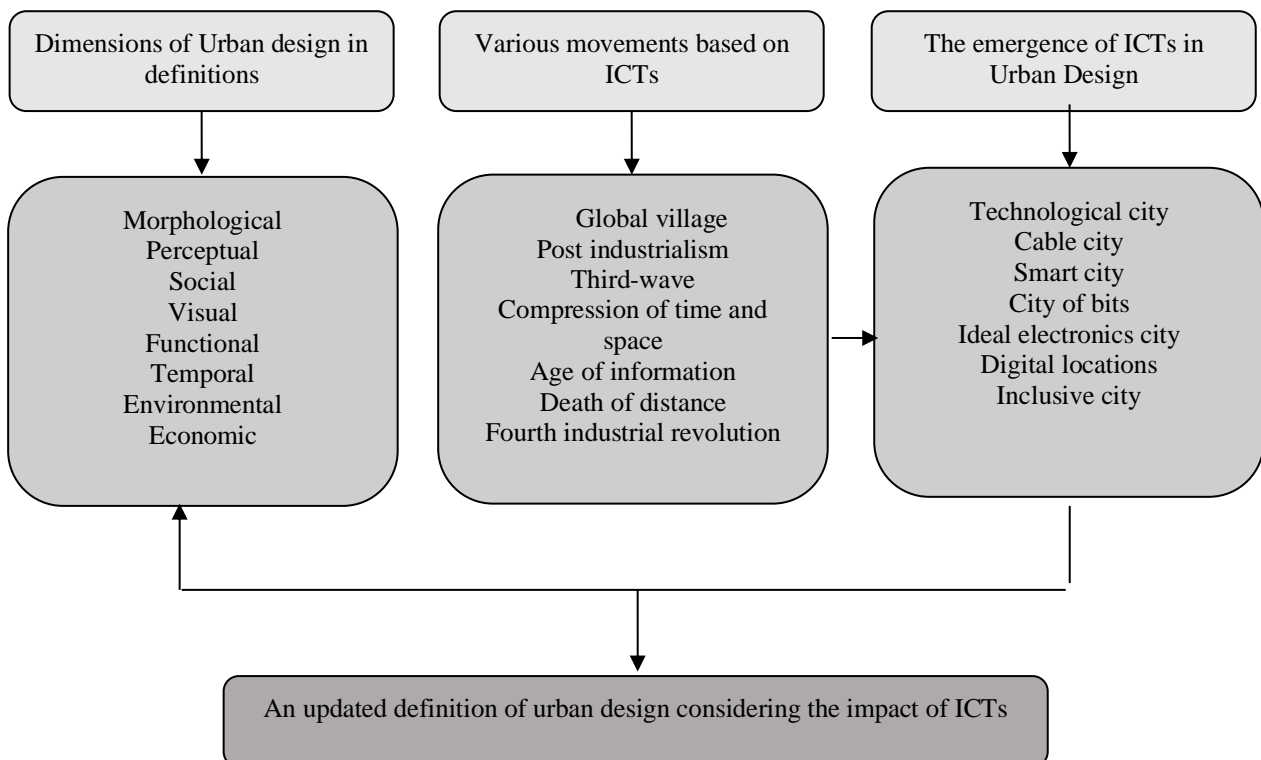 Dimensions of Urban design in
definitions
Various movements based on
ICTs
The emergence of ICTs in
Urban Design
Morphological
Perceptual
Social
Visual
Functional
Temporal
Environmental
Economic
Global village
Post industrialism
Third-wave
Compression of time and
space
Age of information
Death of distance
Fourth industrial revolution
Technological city
Cable city
Smart city
City of bits
Ideal electronics city
Digital locations
Inclusive city
An updated definition of urban design considering the impact of ICTs